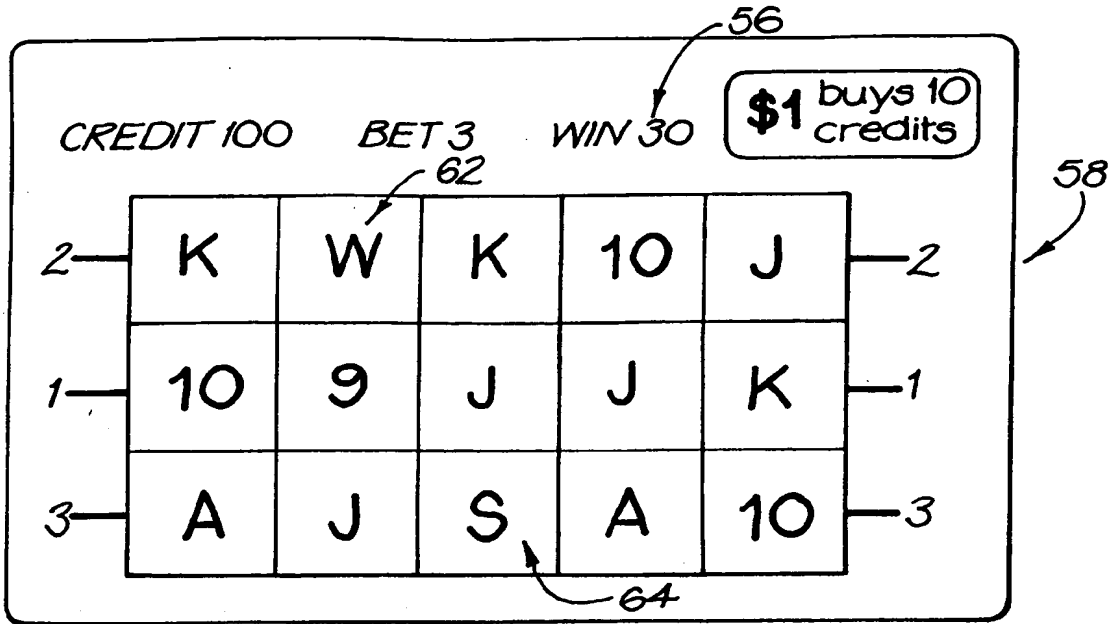 56
CREDIT 100 BET 3 WIN 30 $1 buys 10 credits
62
58
2 K W K 10 J 2
1 10 9 J J K 1
3 A J S A 10 3
64